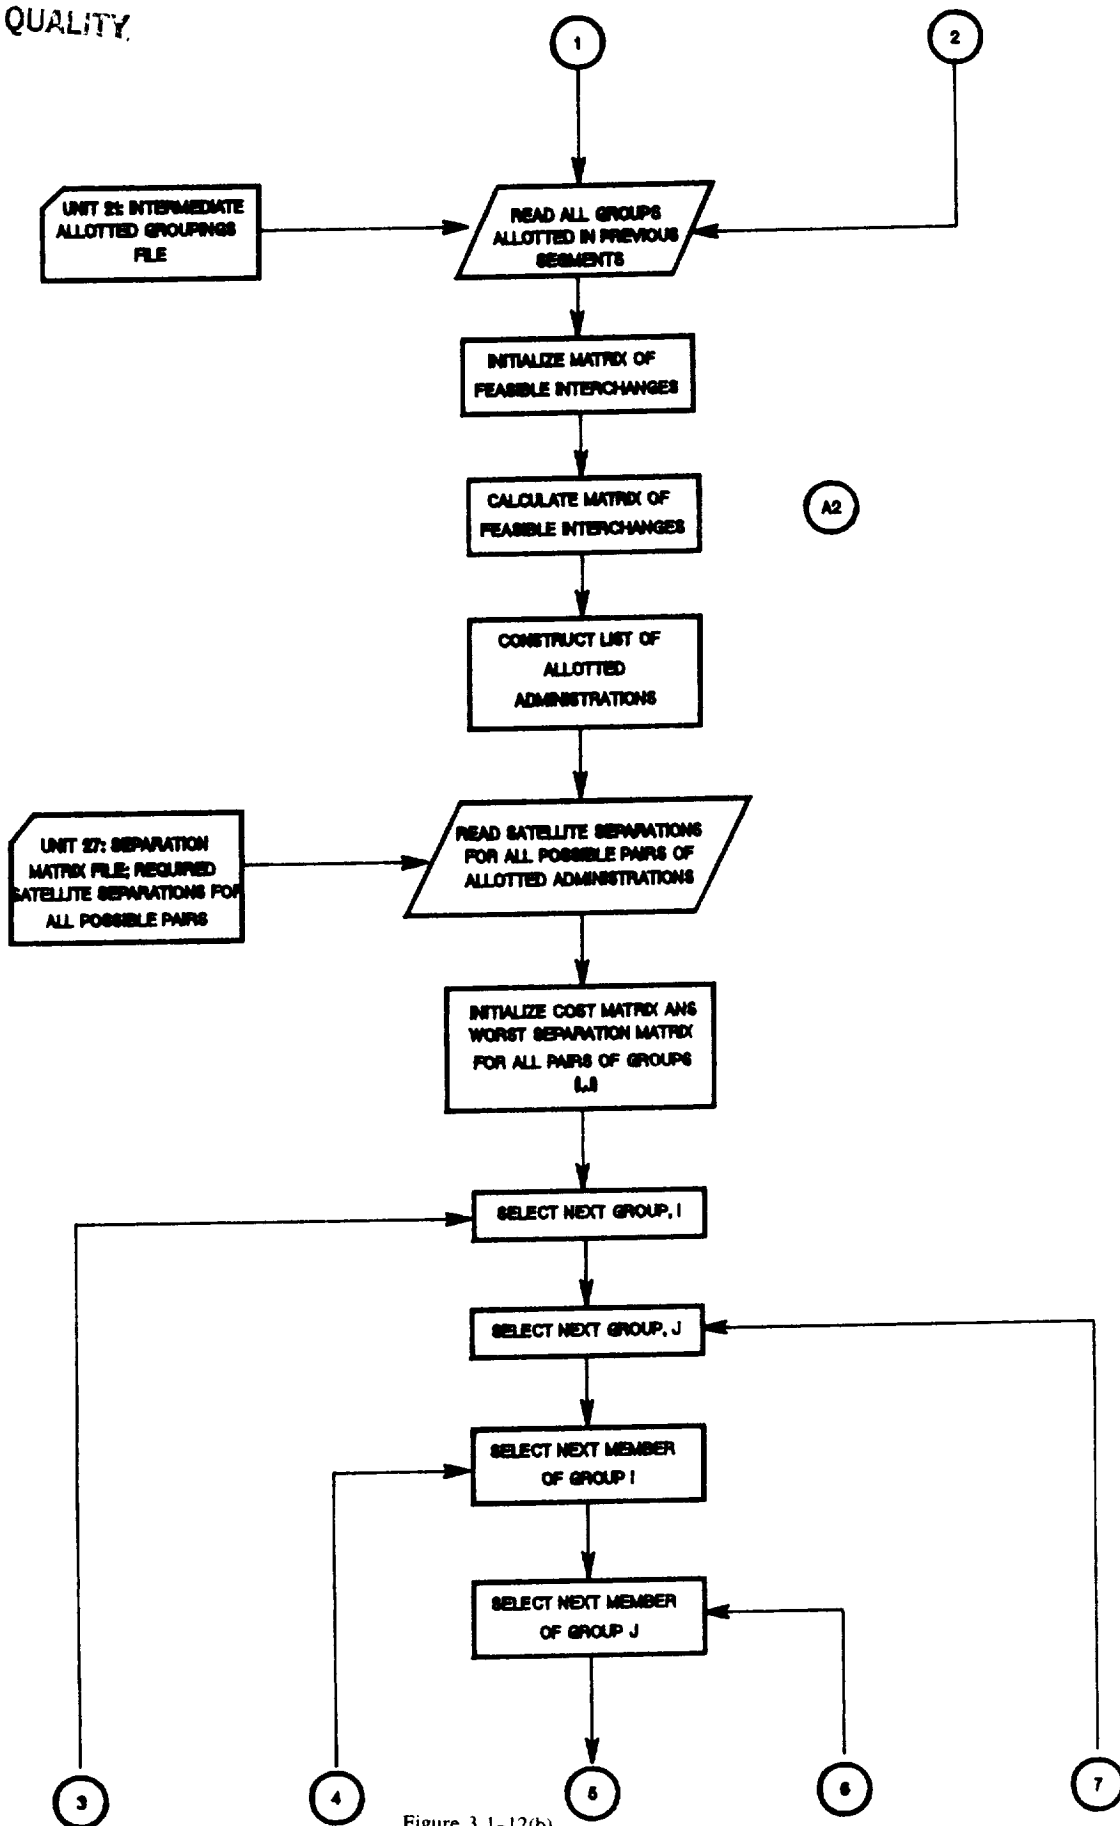 QUALITY
1
2
UNIT 21: INTERMEDIATE
ALLOTTED GROUPINGS
FILE
READ ALL GROUPS
ALLOTTED IN PREVIOUS
SEGMENTS
INITIALIZE MATRIX OF
FEASIBLE INTERCHANGES
CALCULATE MATRIX OF
FEASIBLE INTERCHANGES
A2
CONSTRUCT LIST OF
ALLOTTED
ADMINISTRATIONS
UNIT 27: SEPARATION
MATRIX FILE; REQUIRED
SATELLITE SEPARATIONS FOR
ALL POSSIBLE PAIRS
READ SATELLITE SEPARATIONS
FOR ALL POSSIBLE PAIRS OF
ALLOTTED ADMINISTRATIONS
INITIALIZE COST MATRIX ANS
WORST SEPARATION MATRIX
FOR ALL PAIRS OF GROUPS
SELECT NEXT GROUP, I
SELECT NEXT GROUP, J
SELECT NEXT MEMBER
OF GROUP I
SELECT NEXT MEMBER
OF GROUP J
3
4
5
6
7
Figure 3.1-12(b)